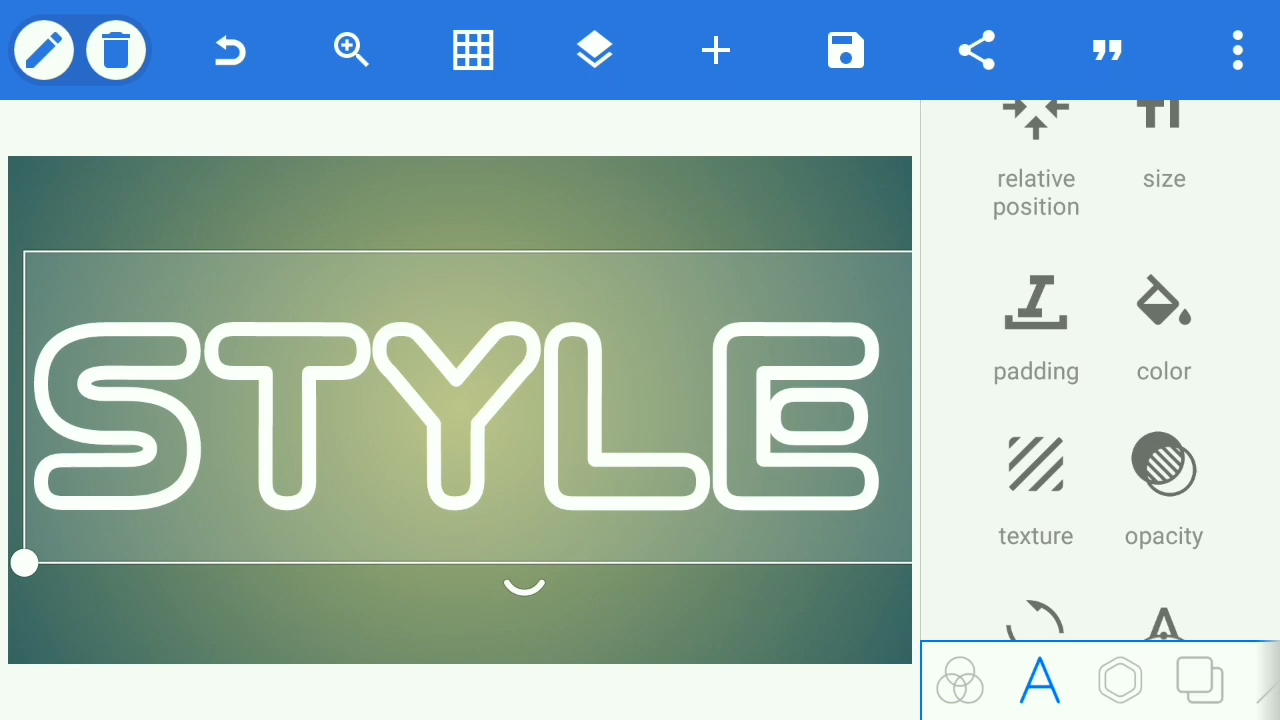 relative
position
size
STYLE
padding
color
texture
opacity